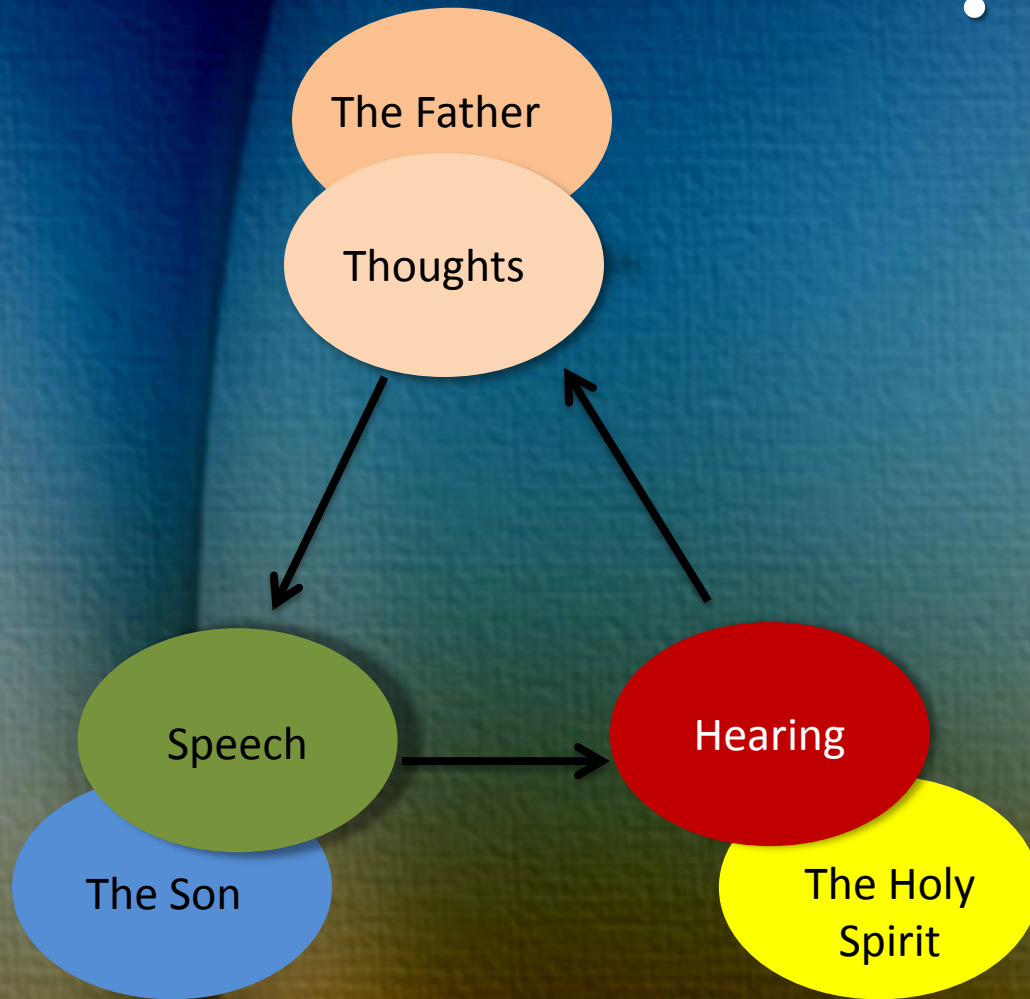 The Father
Thoughts
Speech
Hearing
The Son
The Holy
Spirit